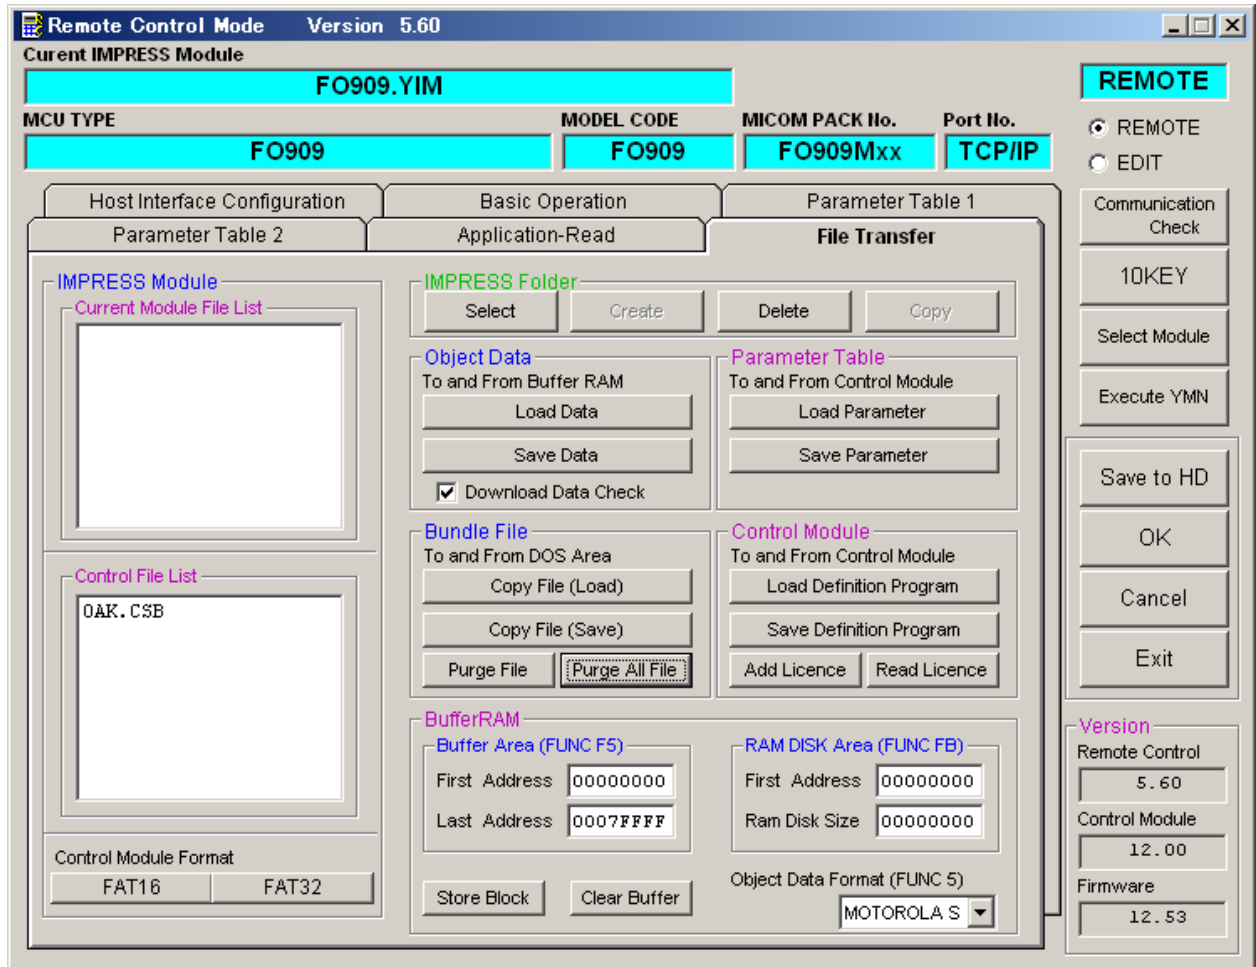 Remote Control Mode Version 5.60
Curent IMPRESS Module
FO909.YIM
REMOTE
MCU TYPE MODEL CODE MICOM PACK No. Port No.
FO909 FO909 FO909Mxx TCP/IP
REMOTE
EDIT
Host Interface Configuration Basic Operation Parameter Table 1
Parameter Table 2 Application-Read File Transfer
IMPRESS Module
Current Module File List
Control File List
OAK.CSB
Control Module Format
FAT16 FAT32
IMPRESS Folder
Select Create Delete Copy
Object Data
To and From Buffer RAM
Load Data
Save Data
Download Data Check
Parameter Table
To and From Control Module
Load Parameter
Save Parameter
Bundle File
To and From DOS Area
Copy File (Load)
Copy File (Save)
Purge File Purge All File
Control Module
To and From Control Module
Load Definition Program
Save Definition Program
Add Licence Read Licence
BufferRAM
Buffer Area (FUNC F5)
First Address 00000000
Last Address 0007FFFF
RAM DISK Area (FUNC FB)
First Address 00000000
Ram Disk Size 00000000
Store Block Clear Buffer
Object Data Format (FUNC 5)
MOTOROLA S
Communication
Check
10KEY
Select Module
Execute YMN
Save to HD
OK
Cancel
Exit
Version
Remote Control
5.60
Control Module
12.00
Firmware
12.53